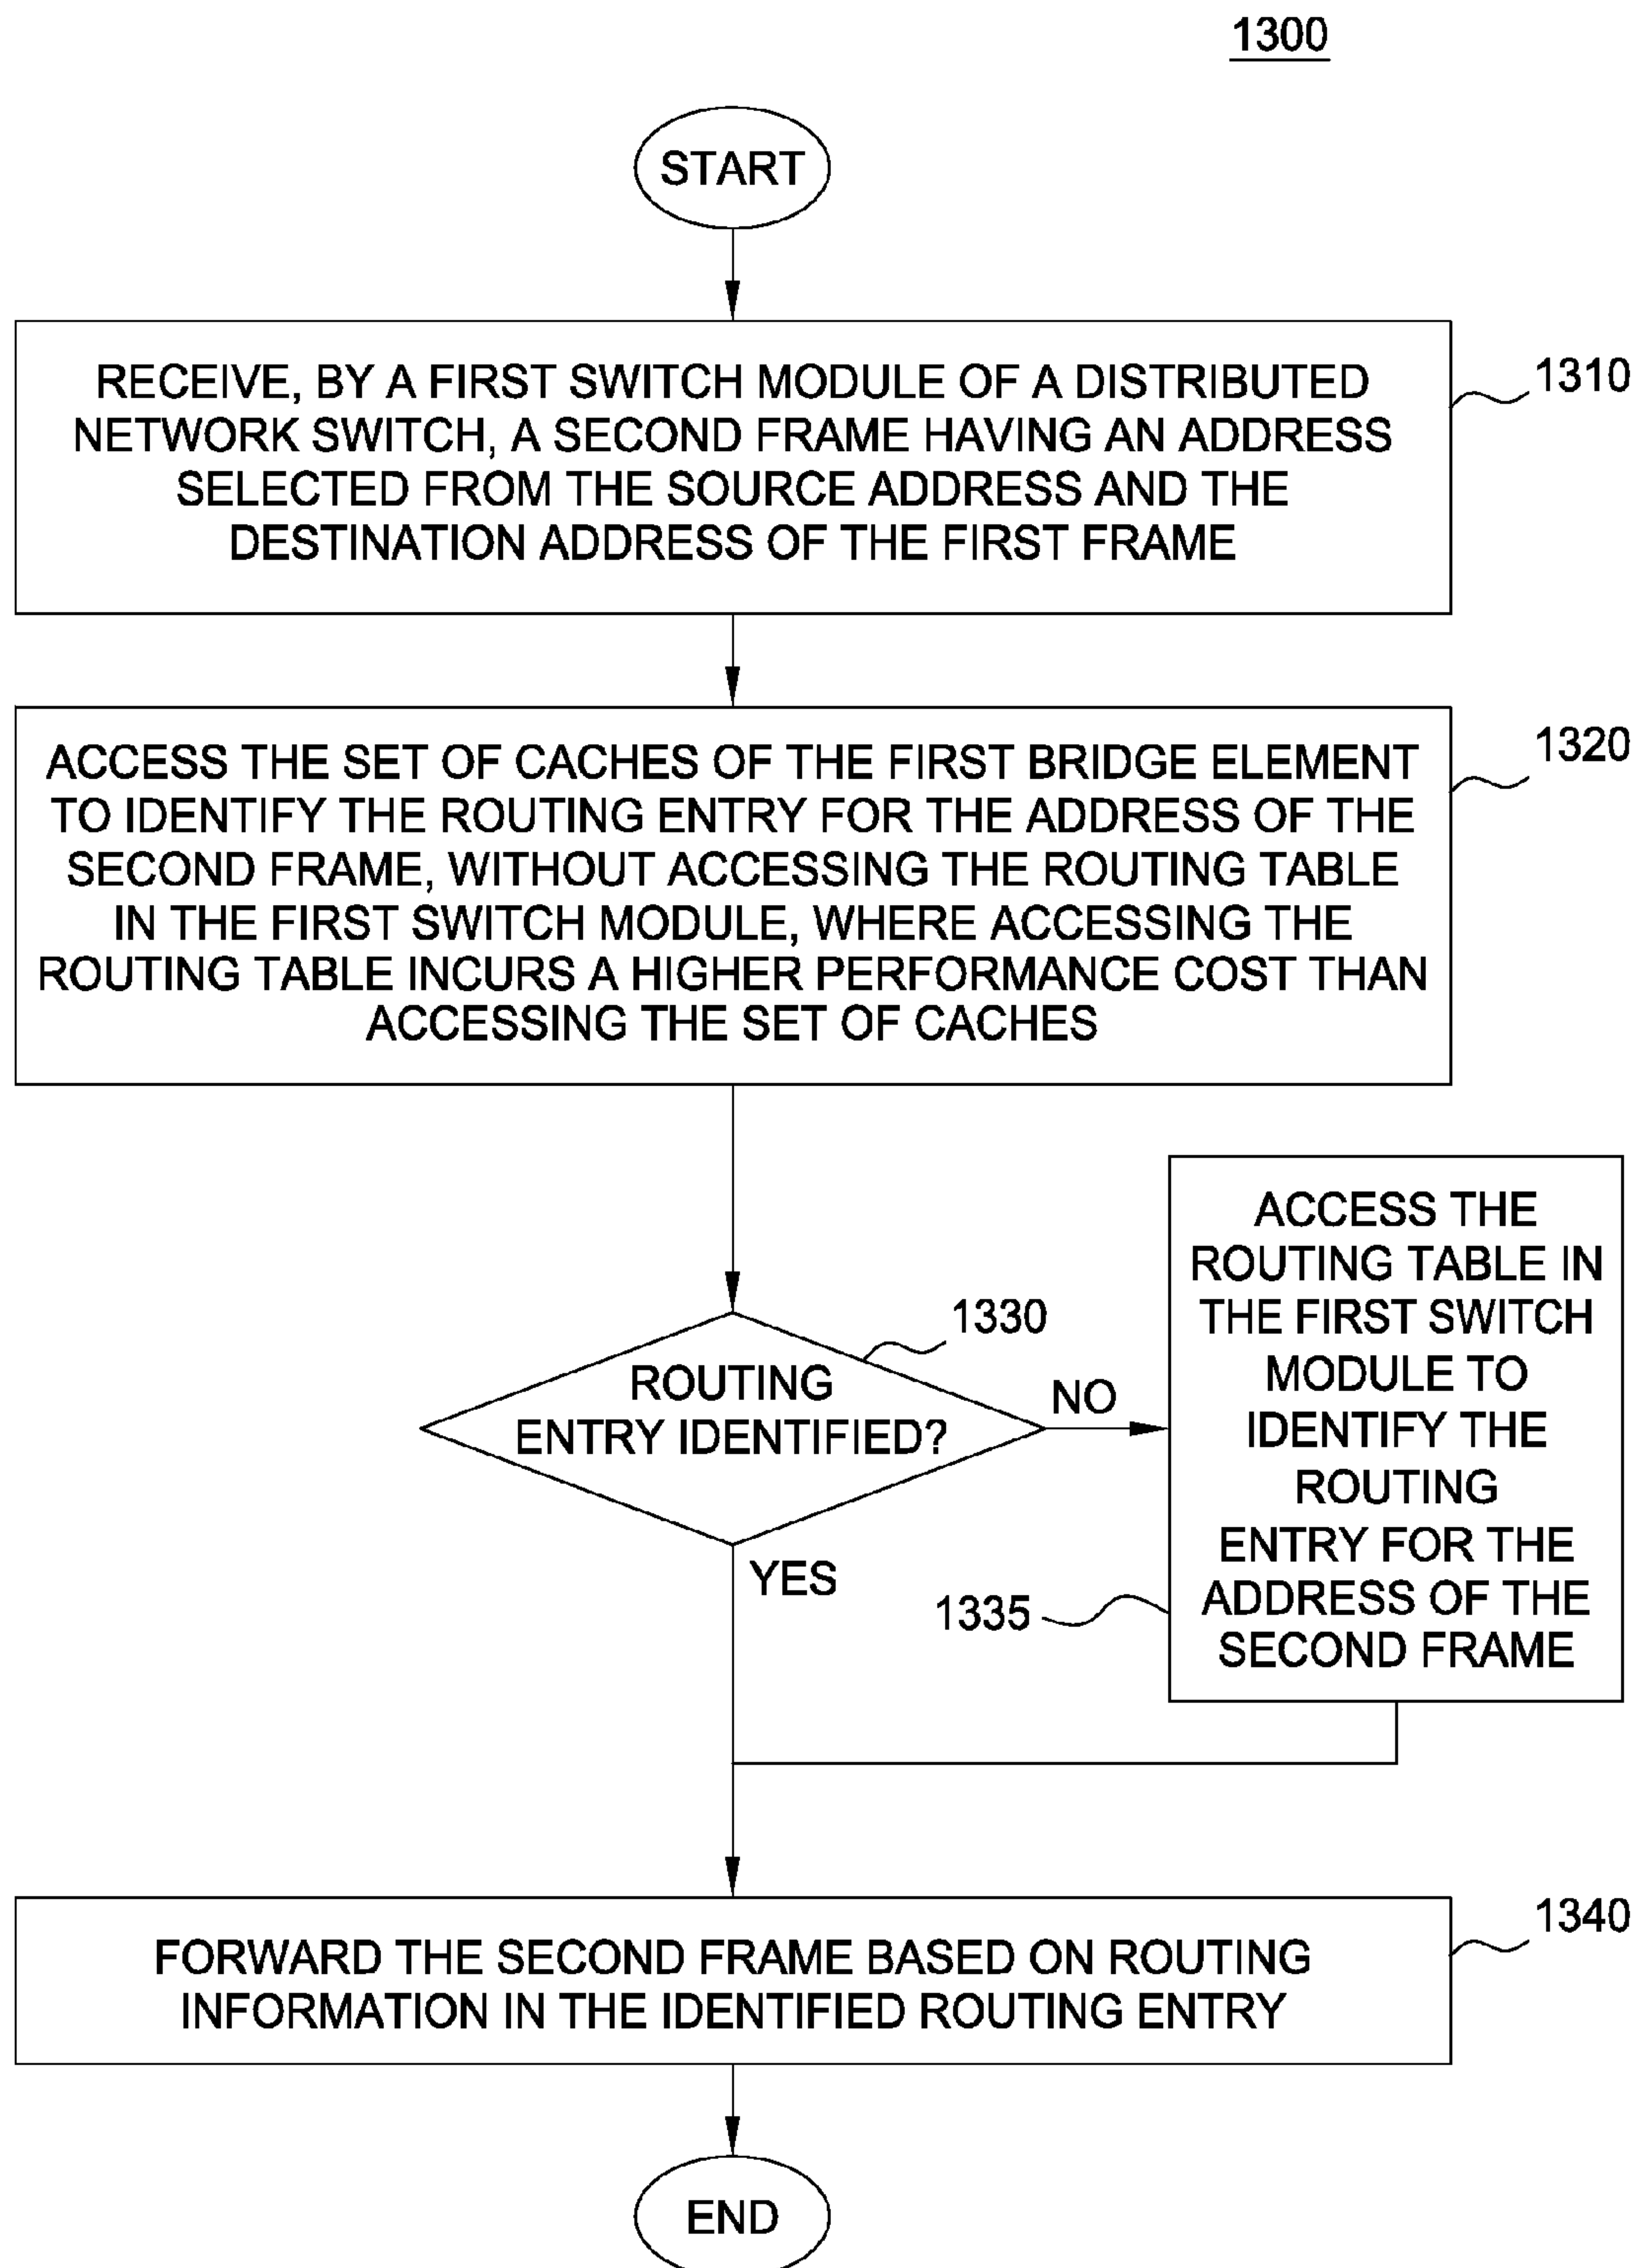 1300
START
RECEIVE, BY A FIRST SWITCH MODULE OF A DISTRIBUTED
NETWORK SWITCH, A SECOND FRAME HAVING AN ADDRESS
SELECTED FROM THE SOURCE ADDRESS AND THE
DESTINATION ADDRESS OF THE FIRST FRAME
1310
ACCESS THE SET OF CACHES OF THE FIRST BRIDGE ELEMENT
TO IDENTIFY THE ROUTING ENTRY FOR THE ADDRESS OF THE
SECOND FRAME, WITHOUT ACCESSING THE ROUTING TABLE
IN THE FIRST SWITCH MODULE, WHERE ACCESSING THE
ROUTING TABLE INCURS A HIGHER PERFORMANCE COST THAN
ACCESSING THE SET OF CACHES
1320
ROUTING
ENTRY IDENTIFIED?
1330
NO
YES
ACCESS THE
ROUTING TABLE IN
THE FIRST SWITCH
MODULE TO
IDENTIFY THE
ROUTING
ENTRY FOR THE
ADDRESS OF THE
SECOND FRAME
1335
FORWARD THE SECOND FRAME BASED ON ROUTING
INFORMATION IN THE IDENTIFIED ROUTING ENTRY
1340
END